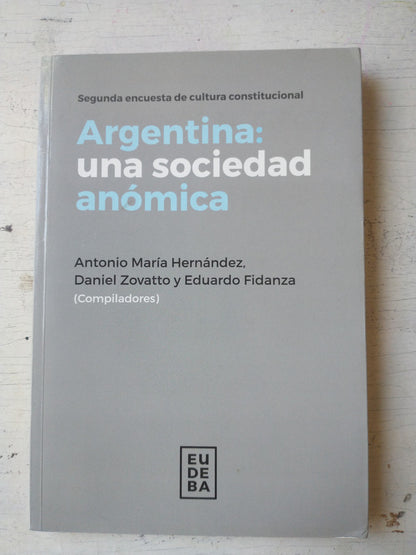 Segunda encuesta de cultura constitucional
Argentina:
una sociedad
anómica
Antonio María Hernández,
Daniel Zovatto y Eduardo Fidanza
(Compiladores)
EU
DE
BA